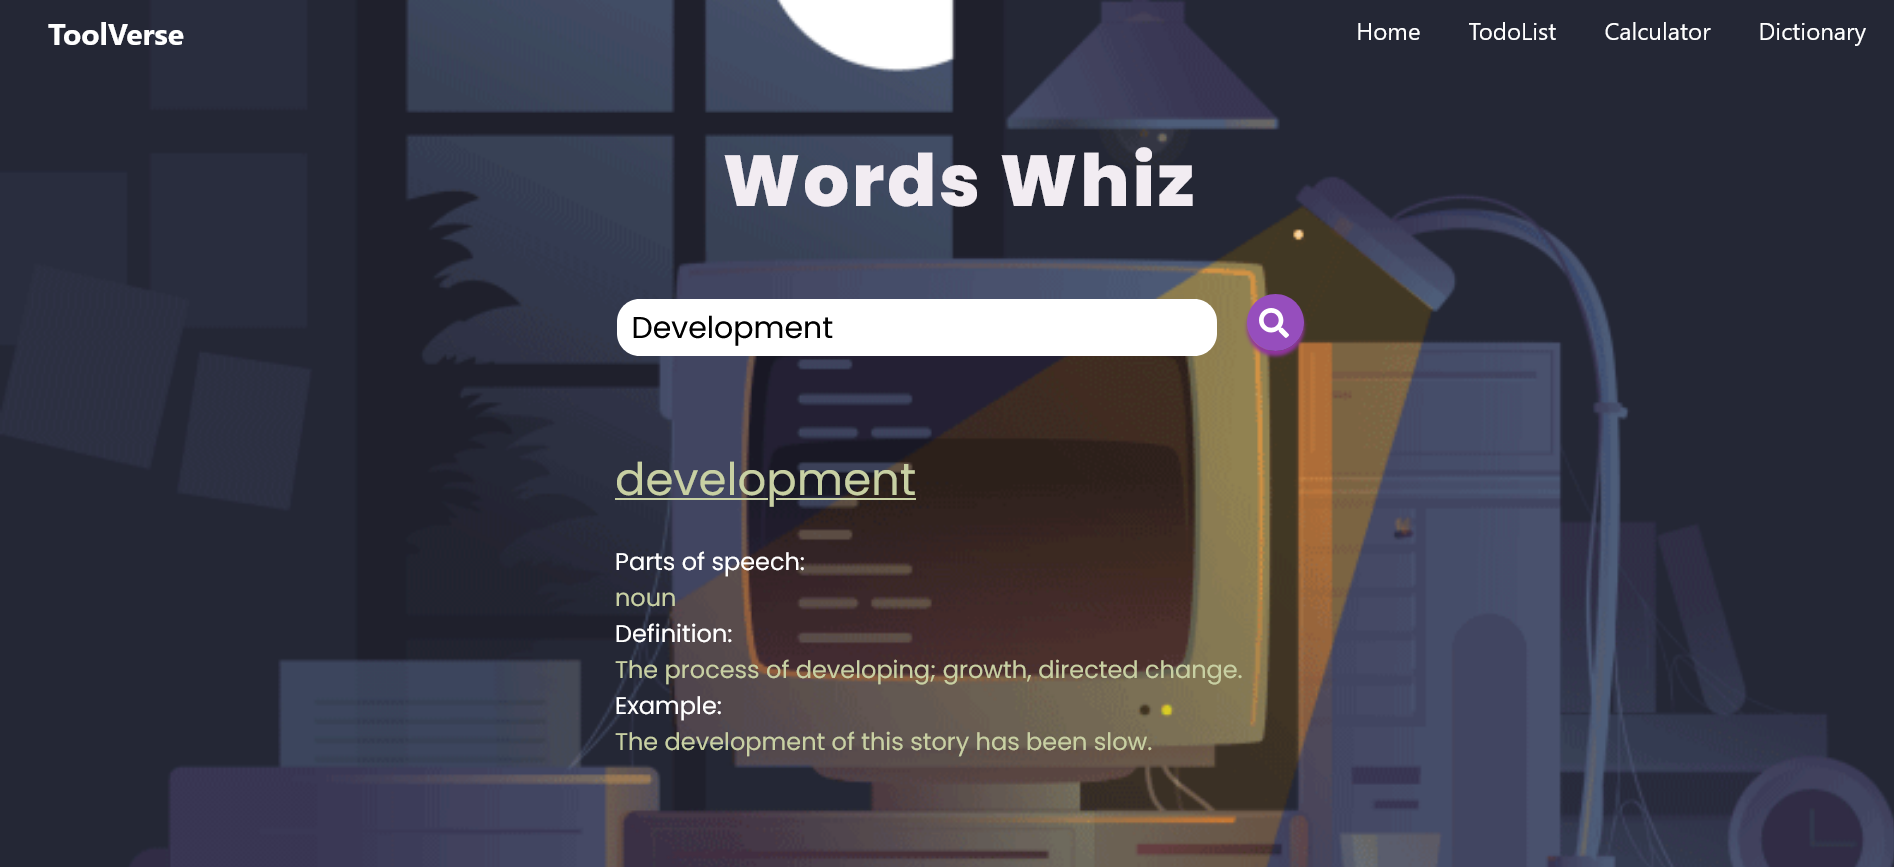 ToolVerse
Home TodoList Calculator Dictionary
Words Whiz
Development
development
Parts of speech:
noun
Definition:
The process of developing; growth, directed change.
Example:
The development of this story has been slow.